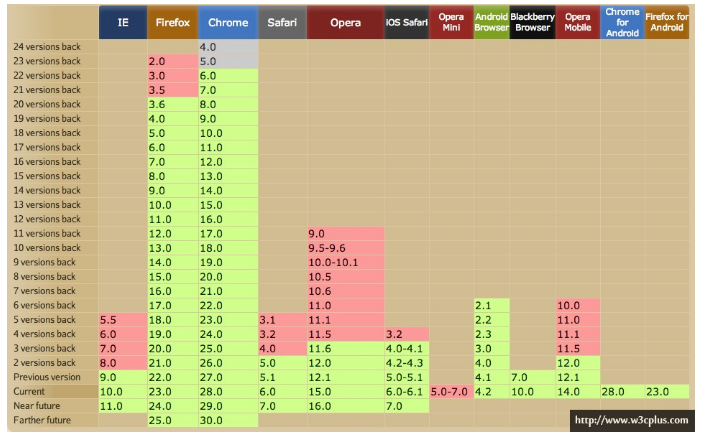 IE Firefox Chrome Safari Opera iOS Safari Opera Mini Android Browser Blackberry Browser Opera Mobile Chrome for Android Firefox for Android
24 versions back 4.0
23 versions back 2.0 5.0
22 versions back 3.0 6.0
21 versions back 3.5 7.0
20 versions back 3.6 8.0
19 versions back 4.0 9.0
18 versions back 5.0 10.0
17 versions back 6.0 11.0
16 versions back 7.0 12.0
15 versions back 8.0 13.0
14 versions back 9.0 14.0
13 versions back 10.0 15.0
12 versions back 11.0 16.0
11 versions back 12.0 17.0 9.0
10 versions back 13.0 18.0 9.5-9.6
9 versions back 14.0 19.0 10.0-10.1
8 versions back 15.0 20.0 10.5
7 versions back 16.0 21.0 10.6
6 versions back 17.0 22.0 11.0 2.1 10.0
5 versions back 5.5 18.0 23.0 3.1 11.1 2.2 11.0
4 versions back 6.0 19.0 24.0 3.2 11.5 3.2 2.3 11.1
3 versions back 7.0 20.0 25.0 4.0 11.6 4.0-4.1 3.0 11.5
2 versions back 8.0 21.0 26.0 5.0 12.0 4.2-4.3 4.0 12.0
Previous version 9.0 22.0 27.0 5.1 12.1 5.0-5.1 4.1 7.0 12.1
Current 10.0 23.0 28.0 6.0 15.0 6.0-6.1 5.0-7.0 4.2 10.0 14.0 28.0 23.0
Near future 11.0 24.0 29.0 7.0 16.0 7.0
Farther future 25.0 30.0
http://www.w3cplus.com